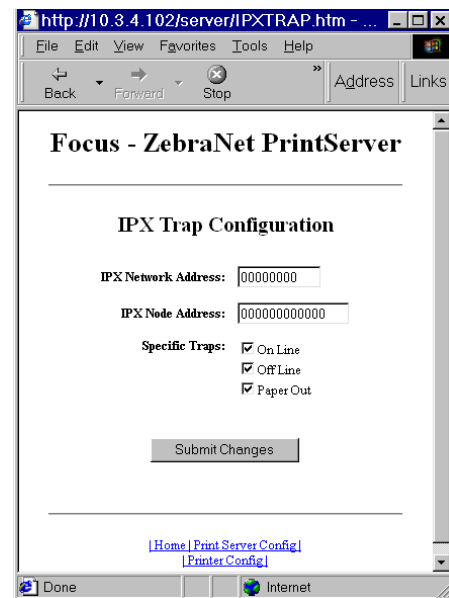 http://10.3.4.102/server/IPXTRAP.htm - ...
File Edit View Favorites Tools Help
Back Forward Stop » Address Links
Focus - ZebraNet PrintServer
IPX Trap Configuration
IPX Network Address: 00000000
IPX Node Address: 000000000000
Specific Traps: On Line
Off Line
Paper Out
Submit Changes
| Home | Print Server Config |
| Printer Config |
Done Internet